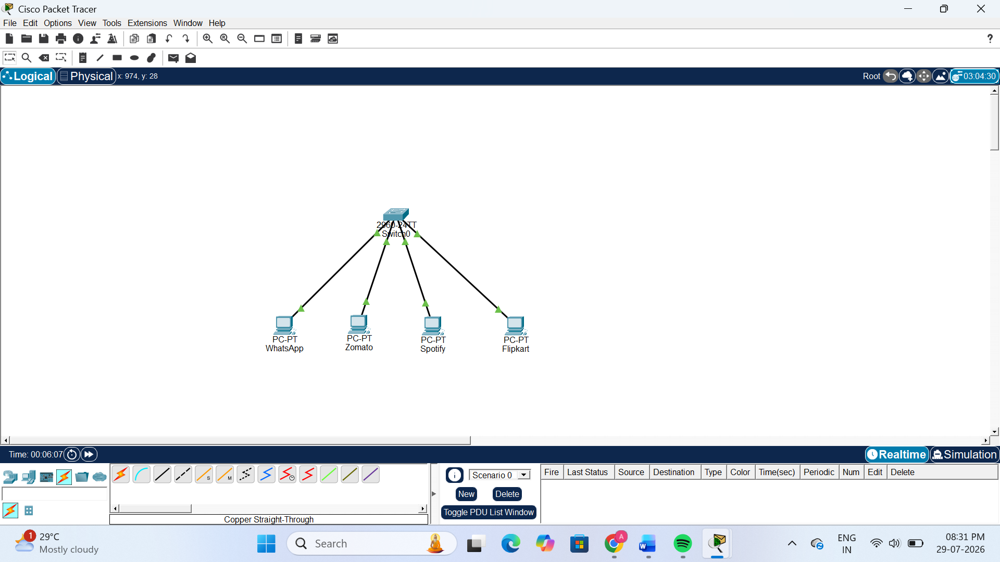 Cisco Packet Tracer
File Edit Options View Tools Extensions Window Help
?
Logical Physical x: 974, y: 28 Root 03:04:30
2960-24TT
Switch0
PC-PT
WhatsApp
PC-PT
Zomato
PC-PT
Spotify
PC-PT
Flipkart
Time: 00:06:07 Realtime Simulation
S M
Scenario 0
New Delete
Toggle PDU List Window
Fire Last Status Source Destination Type Color Time(sec) Periodic Num Edit Delete
Copper Straight-Through
1
29°C
Mostly cloudy
Search
A
ENG
IN
08:31 PM
29-07-2026